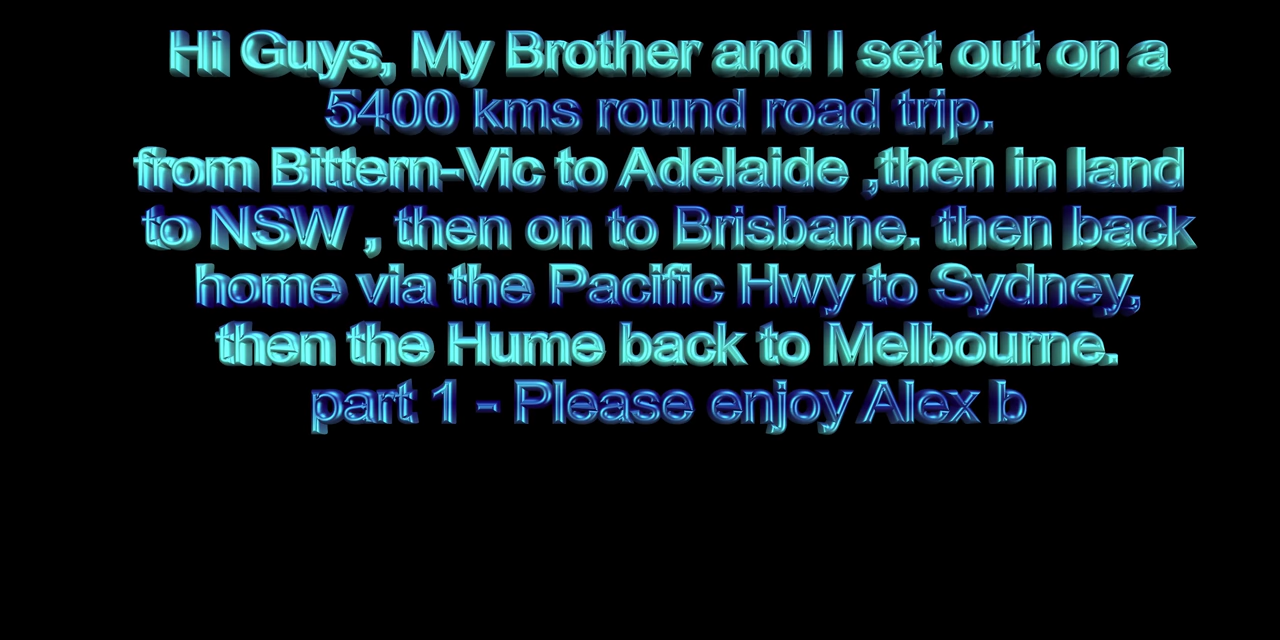 Hi Guys, My Brother and I set out on a
5400 kms round road trip.
from Bittern-Vic to Adelaide ,then in land
to NSW , then on to Brisbane. then back
home via the Pacific Hwy to Sydney,
then the Hume back to Melbourne.
part 1 - Please enjoy Alex b